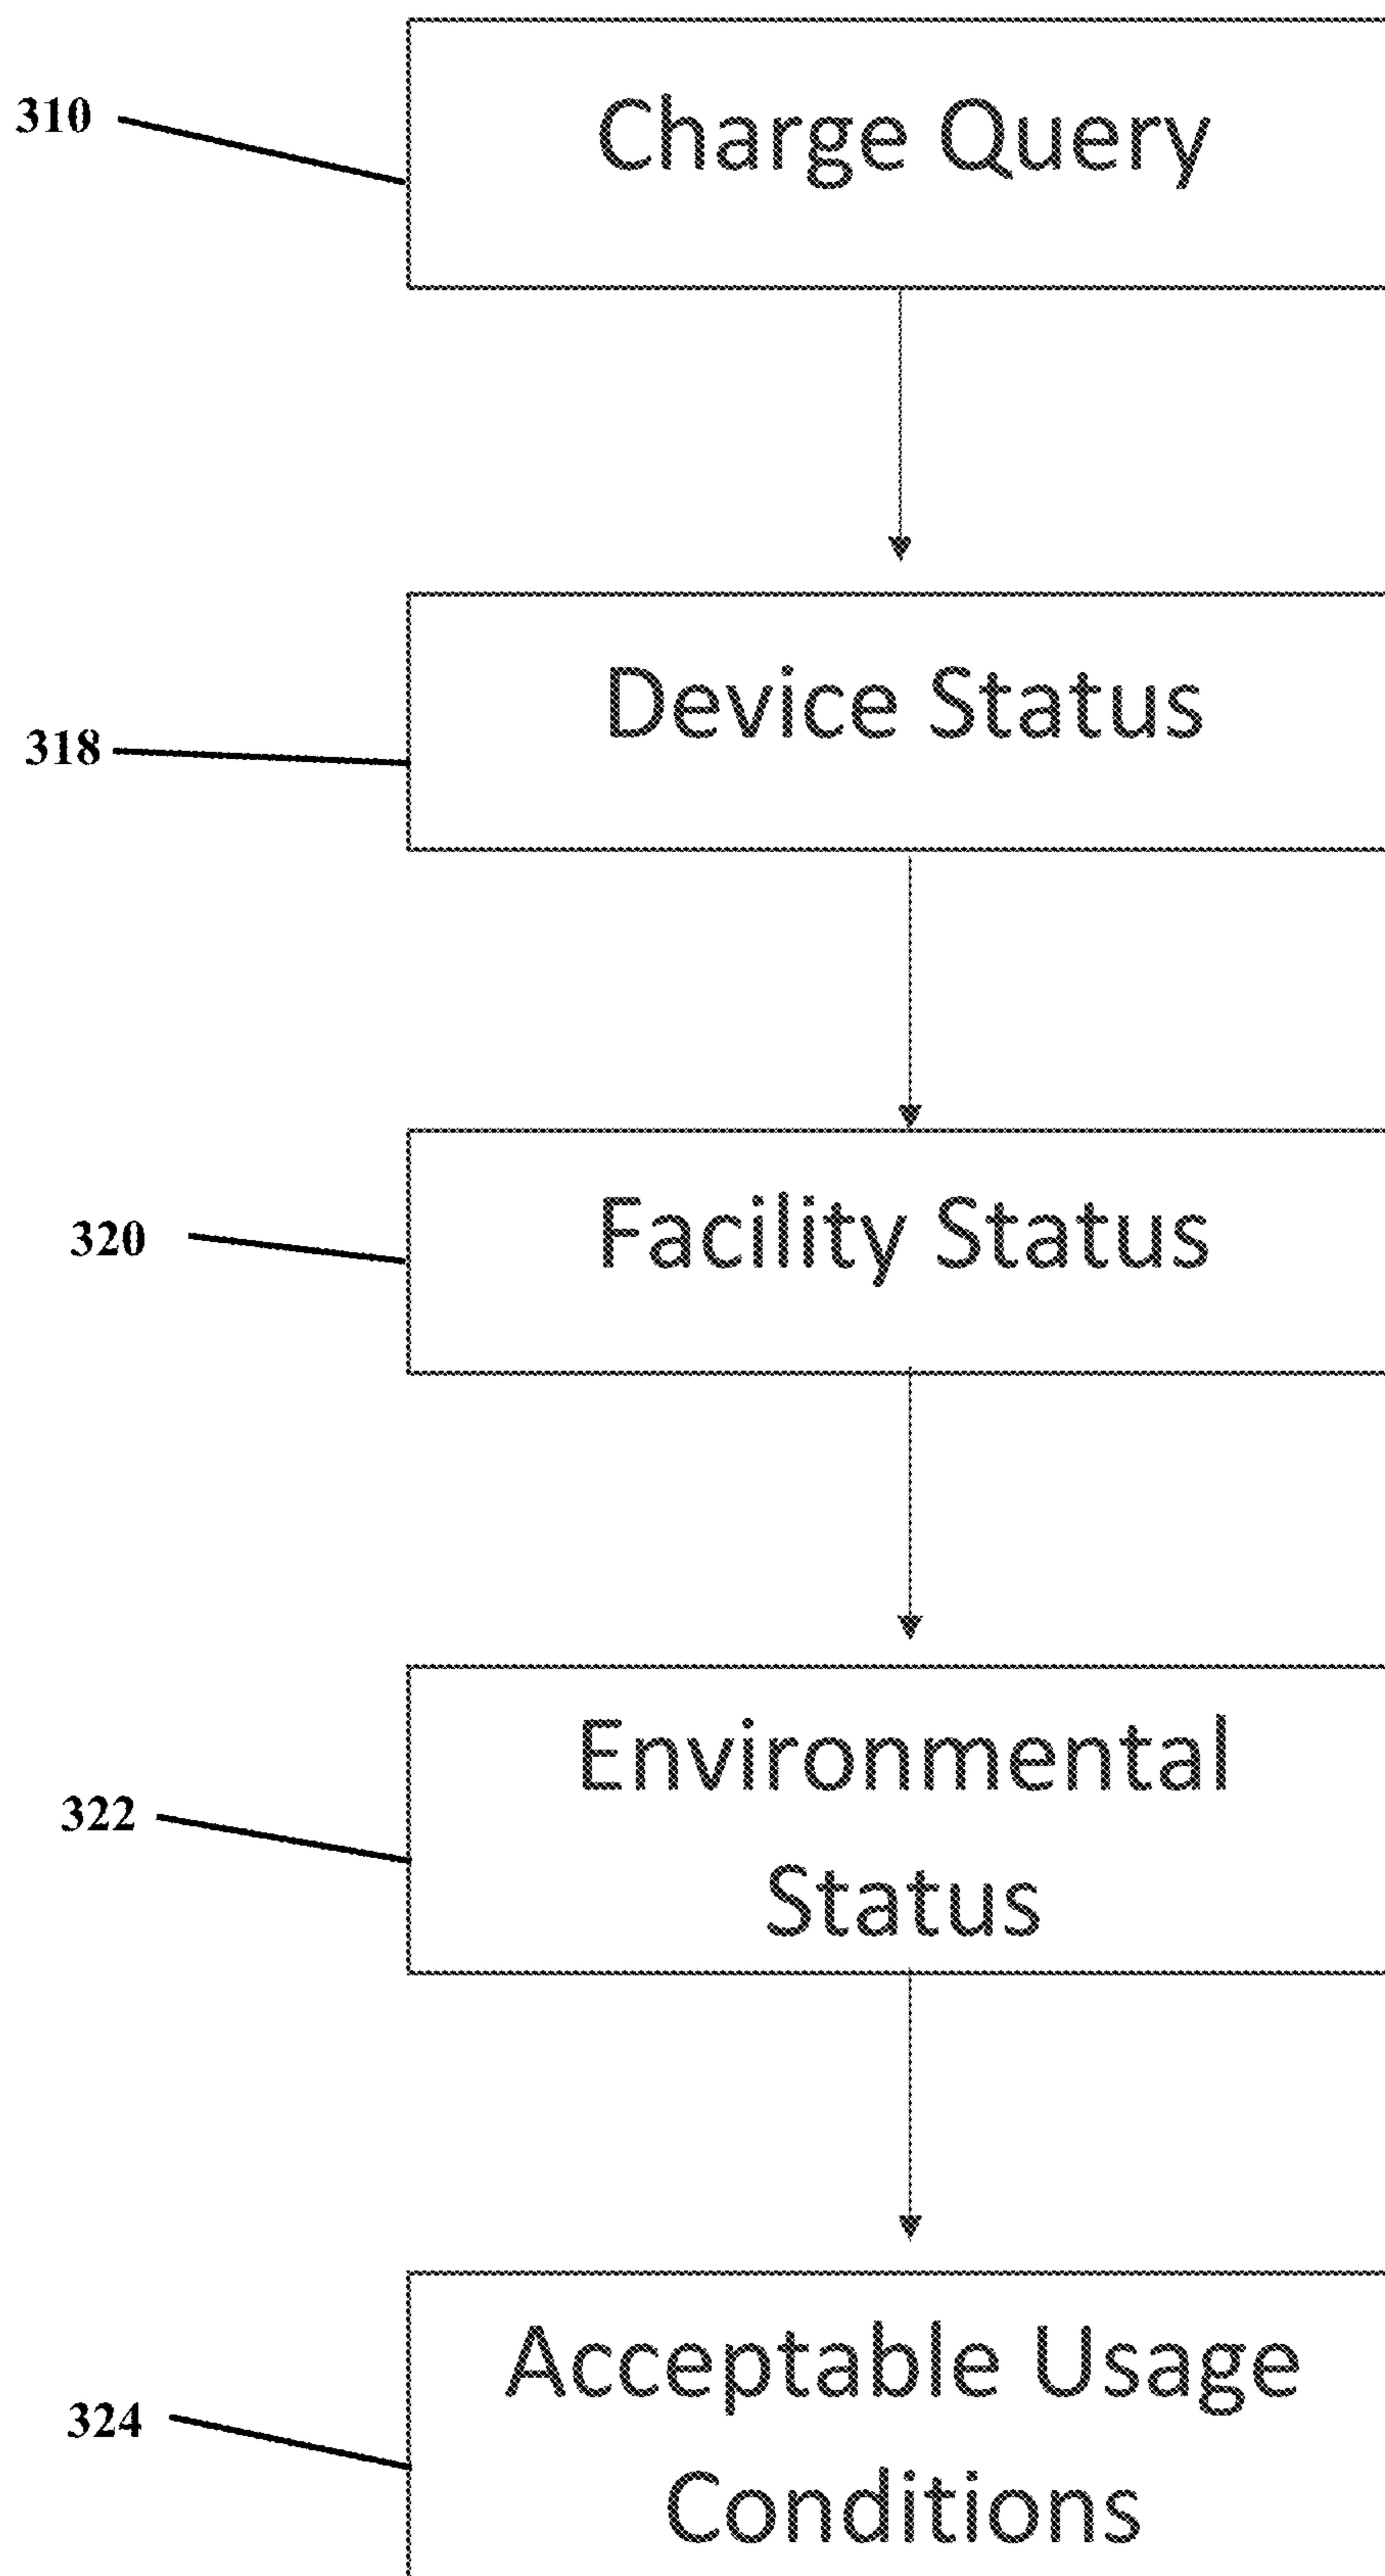 310
Charge Query
318
Device Status
320
Facility Status
322
Environmental
Status
324
Acceptable Usage
Conditions